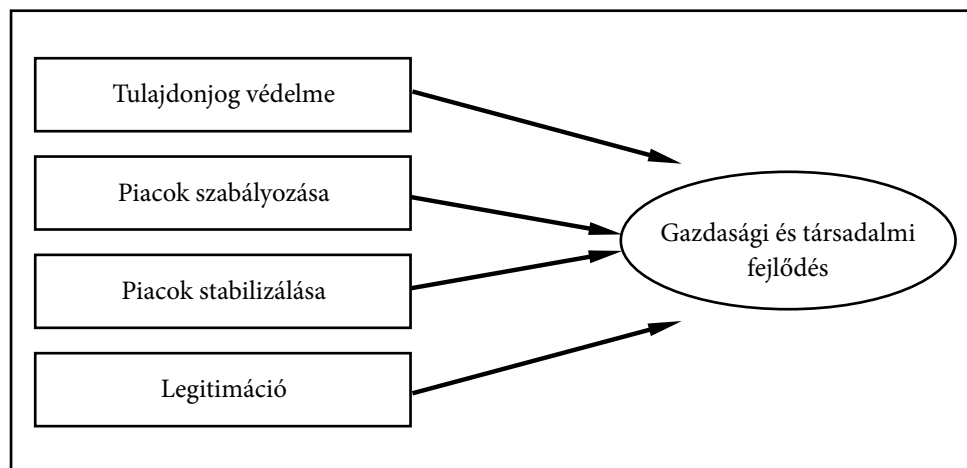 Tulajdonjog védelme
Piacok szabályozása
Piacok stabilizálása
Legitimáció
Gazdasági és társadalmi
fejlődés